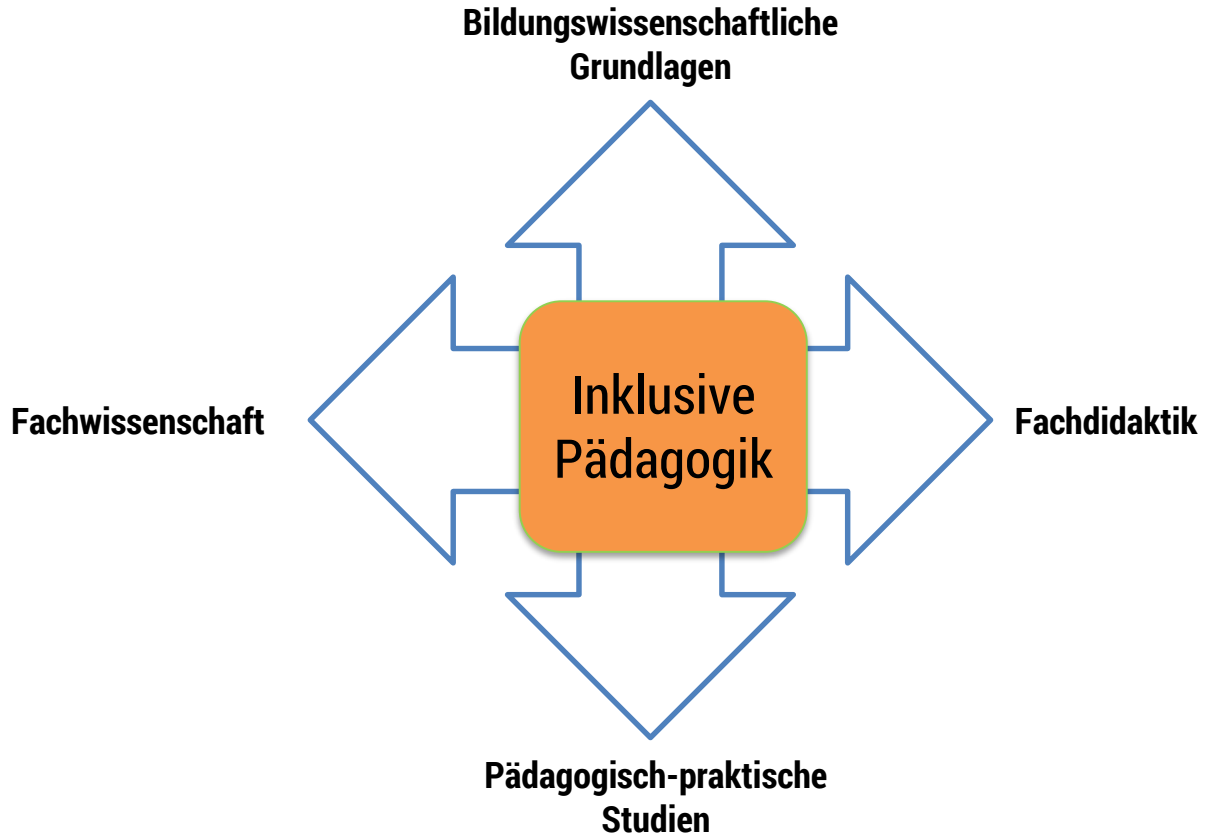 Bildungswissenschaftliche
Grundlagen
Fachwissenschaft
Inklusive
Pädagogik
Fachdidaktik
Pädagogisch-praktische
Studien